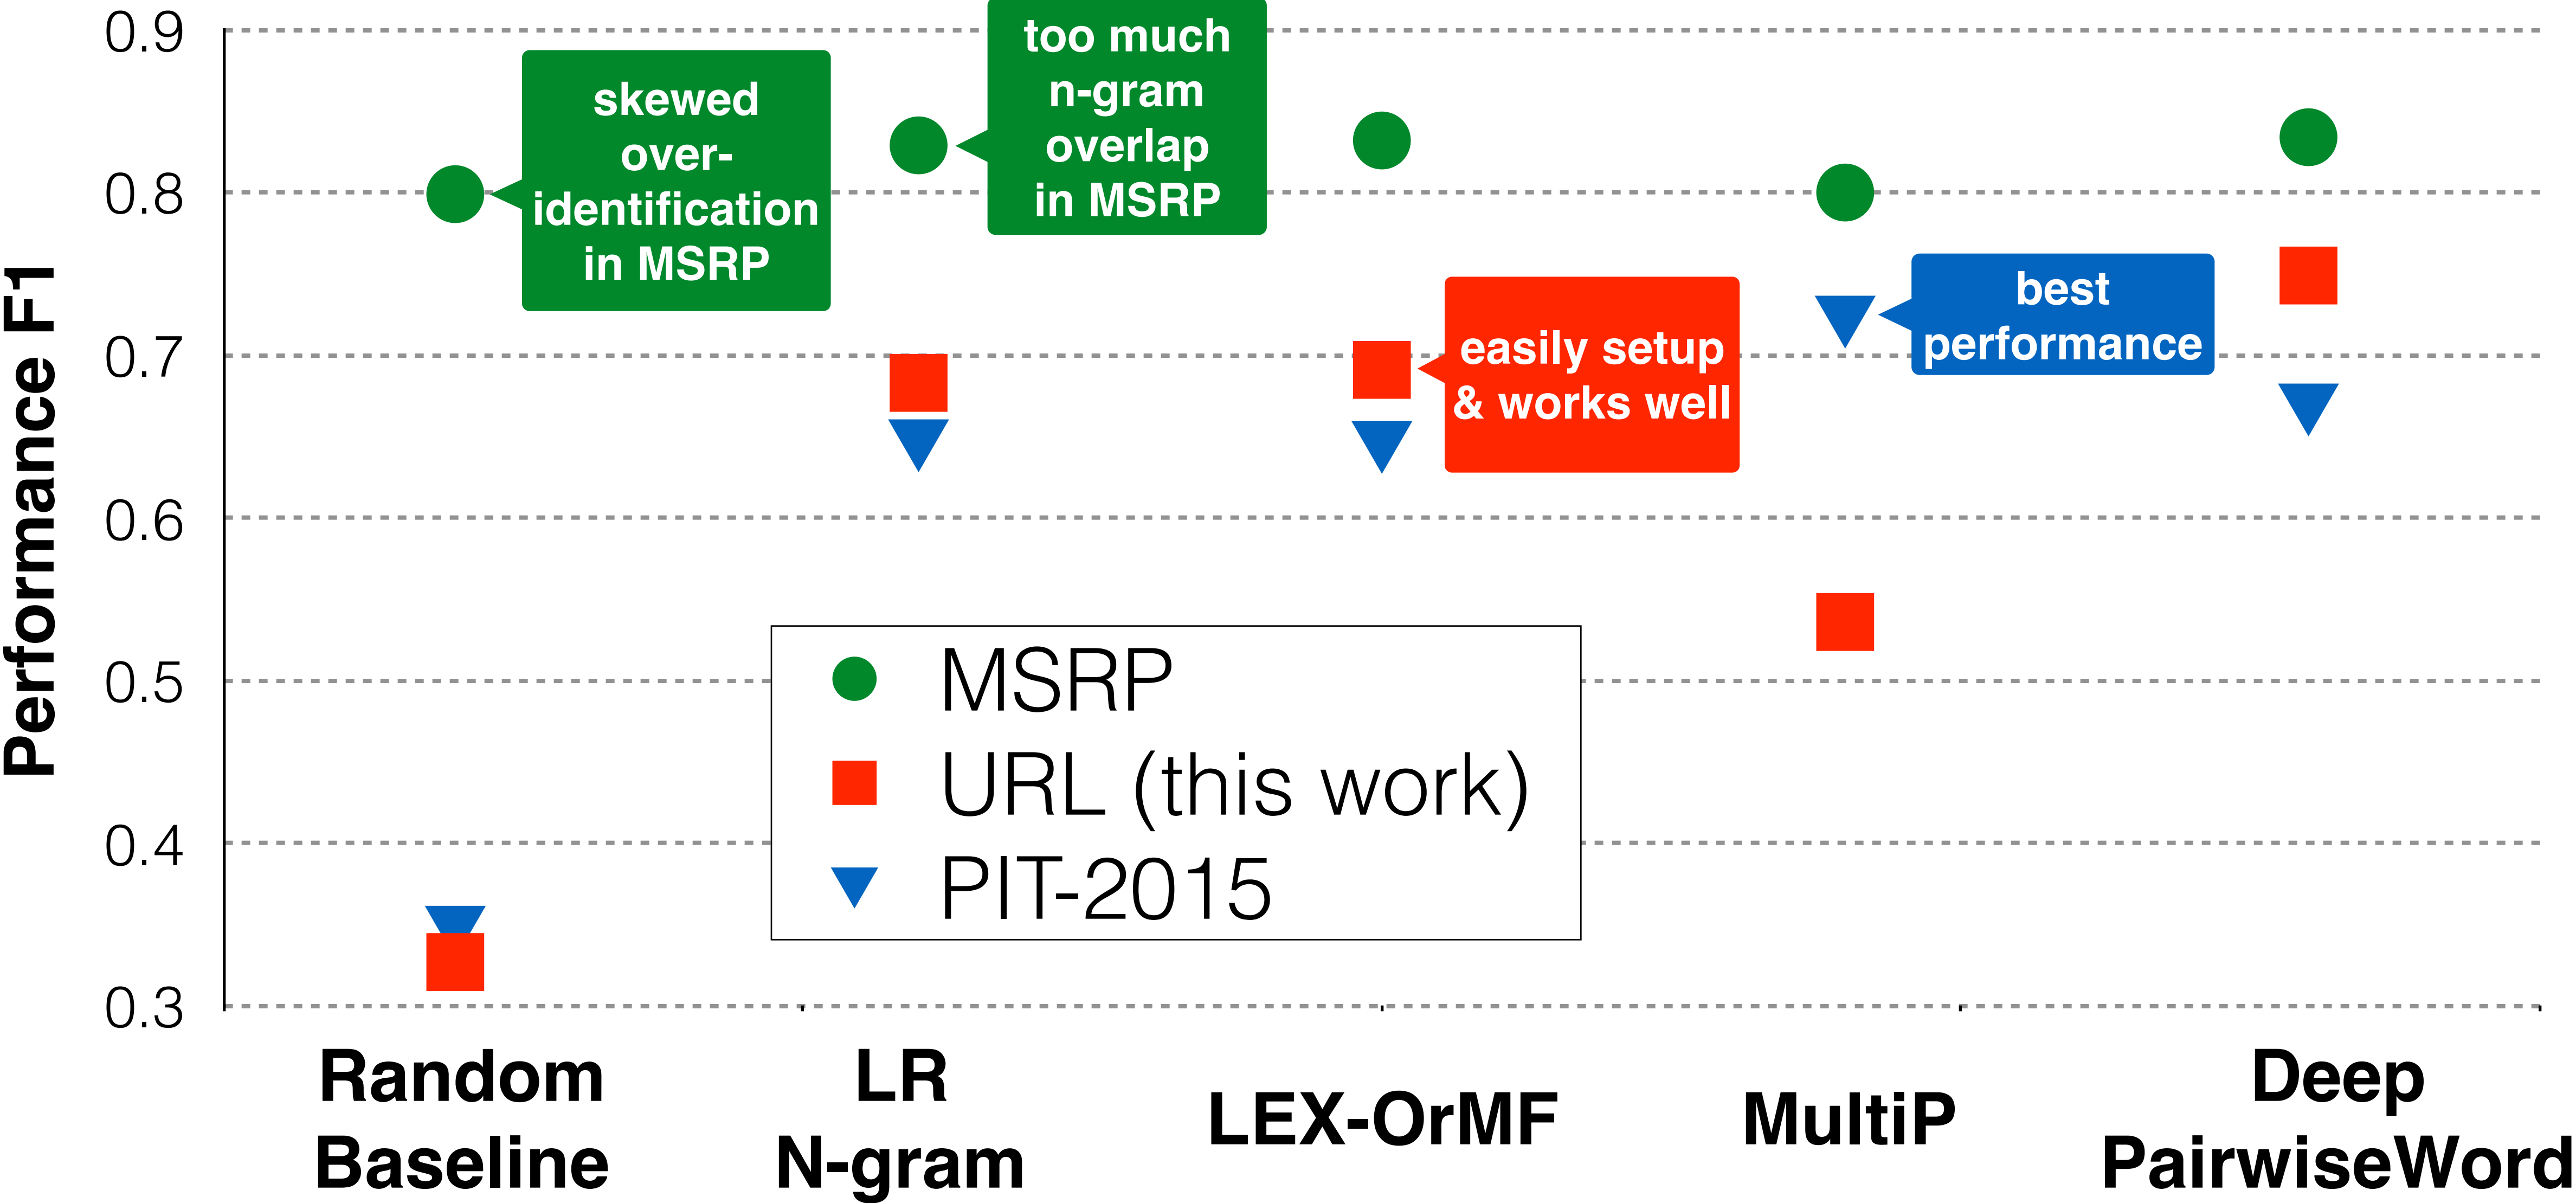 Performance F1
0.9
0.8
0.7
0.6
0.5
0.4
0.3
skewed
over-
identification
in MSRP
too much
n-gram
overlap
in MSRP
easily setup
& works well
best
performance
MSRP
URL (this work)
PIT-2015
Random
Baseline
LR
N-gram
LEX-OrMF
MultiP
Deep
PairwiseWord